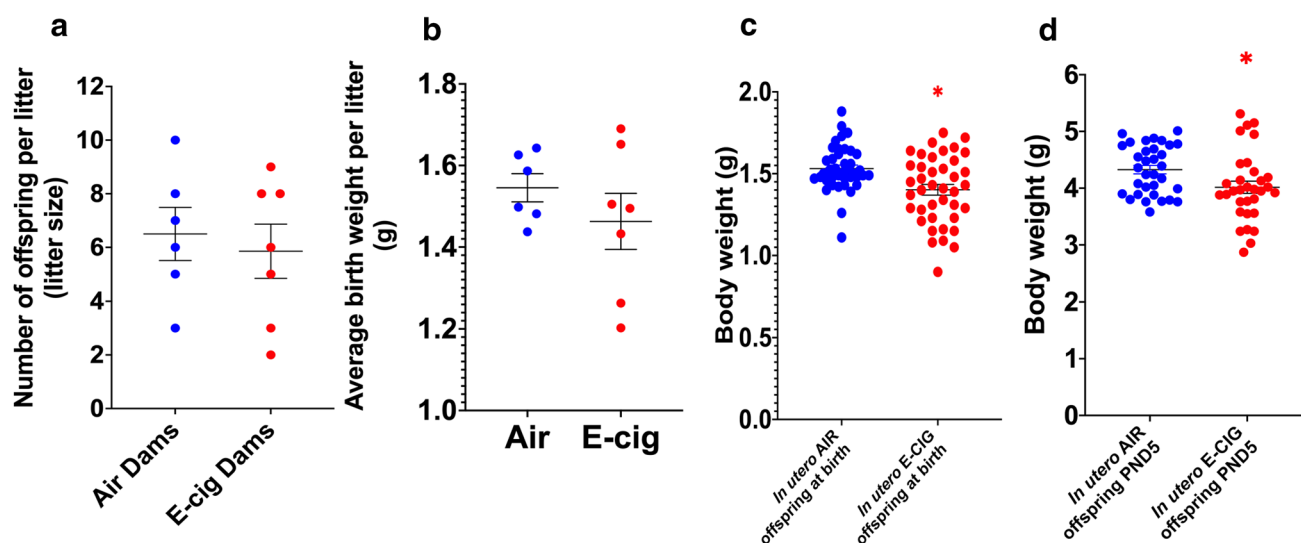 a
Number of offspring per litter
(litter size)
12
10
8
6
4
2
0
Air Dams
E-cig Dams
b
Average birth weight per litter
(g)
1.8
1.6
1.4
1.2
1.0
Air
E-cig
c
Body weight (g)
2.0
1.5
1.0
0.5
0.0
*
In utero AIR
offspring at birth
In utero E-CIG
offspring at birth
d
Body weight (g)
6
5
4
3
2
1
0
*
In utero AIR
offspring PND5
In utero E-CIG
offspring PND5